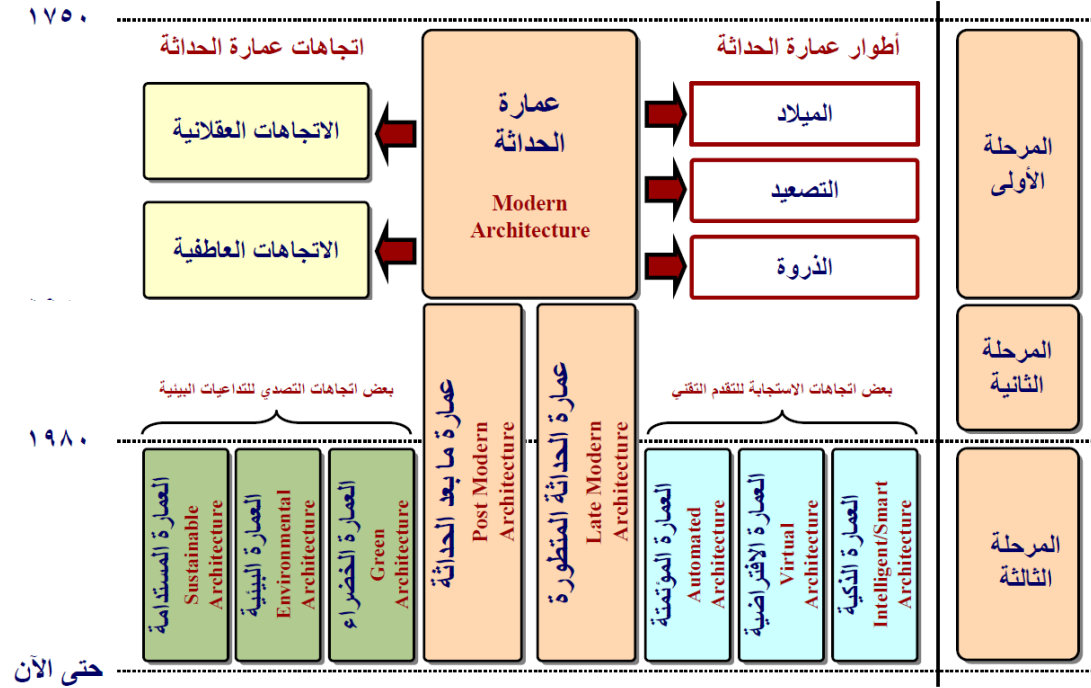 ١٧٥٠
أطوار عمارة الحداثة
اتجاهات عمارة الحداثة
المرحلة
الأولى
الميلاد
التصعيد
الذروة
عمارة
الحداثة
Modern
Architecture
الاتجاهات العقلانية
الاتجاهات العاطفية
المرحلة
الثانية
بعض اتجاهات الاستجابة للتقدم التقني
عمارة الحداثة المتطورة
Late Modern
Architecture
عمارة ما بعد الحداثة
Post Modern
Architecture
بعض اتجاهات التصدي للتداعيات البيئية
١٩٨٠
المرحلة
الثالثة
العمارة الذكية
Intelligent/Smart
Architecture
العمارة الافتراضية
Virtual
Architecture
العمارة المؤتمتة
Automated
Architecture
العمارة الخضراء
Green
Architecture
العمارة البيئية
Environmental
Architecture
العمارة المستدامة
Sustainable
Architecture
حتى الآن